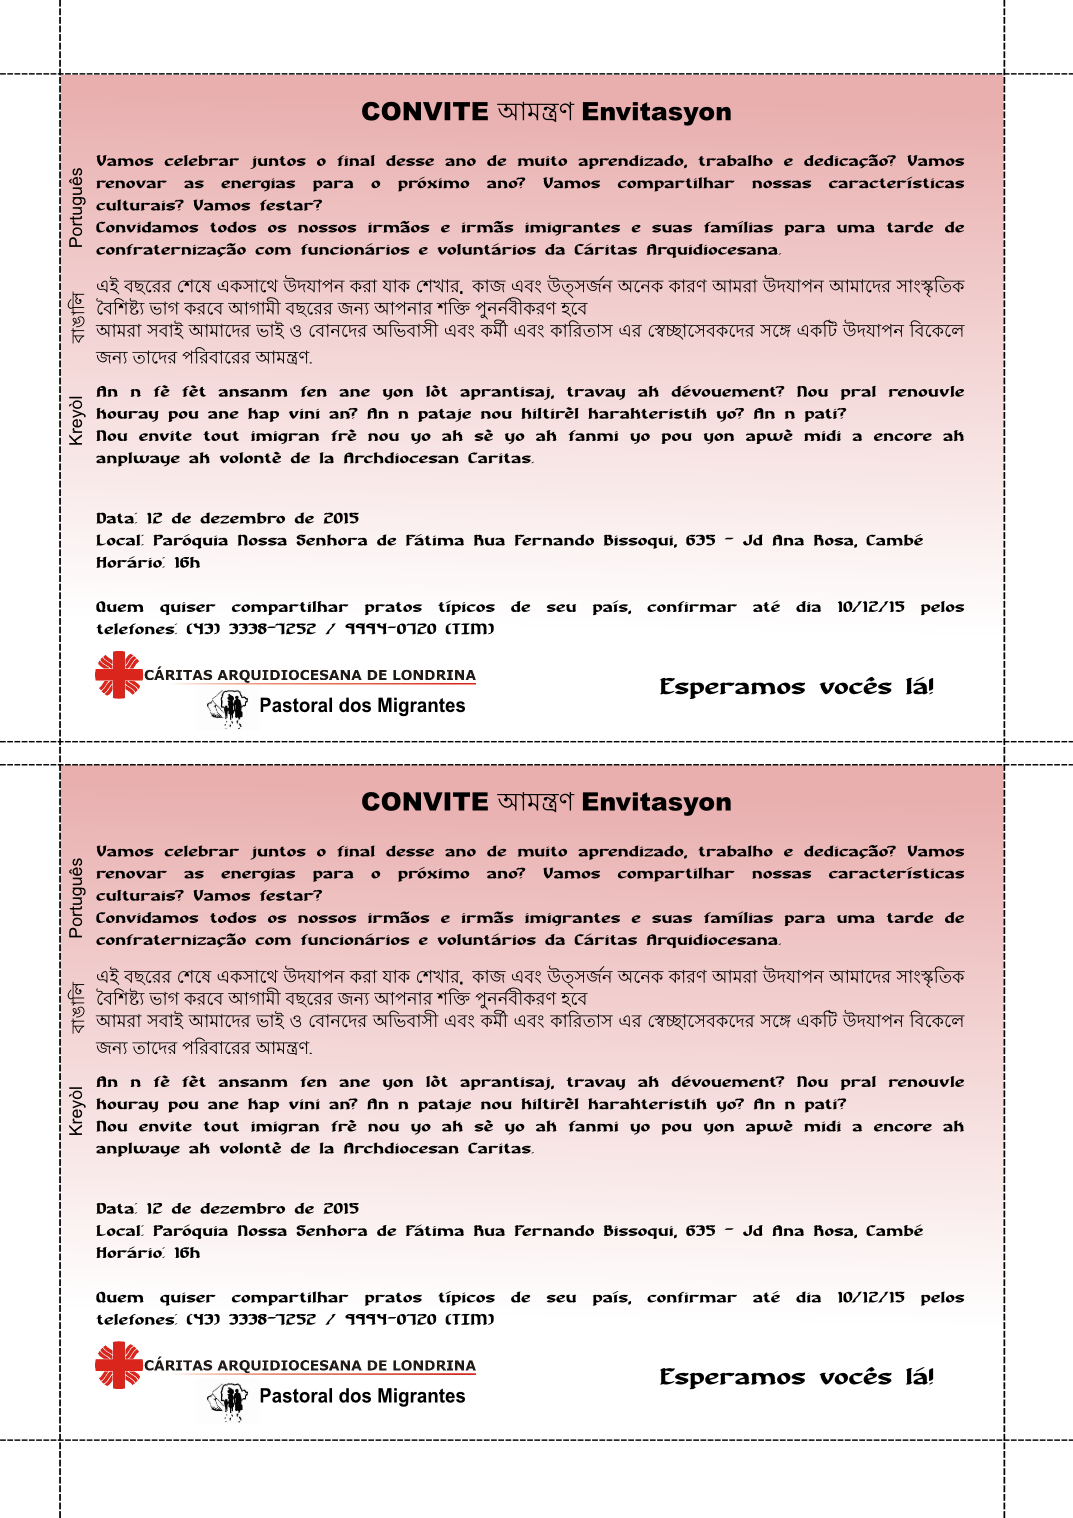 CONVITE আমন্ত্রণ Envitasyon
Português
Vamos celebrar juntos o final desse ano de muito aprendizado, trabalho e dedicação? Vamos
renovar as energias para o próximo ano? Vamos compartilhar nossas características
culturais? Vamos festar?
Convidamos todos os nossos irmãos e irmãs imigrantes e suas famílias para uma tarde de
confraternização com funcionários e voluntários da Cáritas Arquidiocesana.
বাঙালি
এই বছরের শেষে একসাথে উদযাপন করা যাক শেখার, কাজ এবং উত্সর্জন অনেক কারণ আমরা উদযাপন আমাদের সাংস্কৃতিক
বৈশিষ্ট্য ভাগ করবে আগামী বছরের জন্য আপনার শক্তি পুনর্নবীকরণ হবে
আমরা সবাই আমাদের ভাই ও বোনদের অভিবাসী এবং কর্মী এবং কারিতাস এর স্বেচ্ছাসেবকদের সঙ্গে একটি উদযাপন বিকেলে
জন্য তাদের পরিবারের আমন্ত্রণ.
Kreyòl
An n fè fèt ansanm fen ane yon lòt aprantisaj, travay ak dévouement? Nou pral renouvle
kouray pou ane kap vini an? An n pataje nou kiltirèl karakteristik yo? An n pati?
Nou envite tout imigran frè nou yo ak sè yo ak fanmi yo pou yon apwè midi a encore ak
anplwaye ak volontè de la Archdiocesan Caritas.
Data: 12 de dezembro de 2015
Local: Paróquia Nossa Senhora de Fátima Rua Fernando Bissoqui, 635 - Jd Ana Rosa, Cambé
Horário: 16h
Quem quiser compartilhar pratos típicos de seu país, confirmar até dia 10/12/15 pelos
telefones: (43) 3338-7252 / 9994-0720 (TIM)
CÁRITAS ARQUIDIOCESANA DE LONDRINA
Pastoral dos Migrantes
Esperamos vocês lá!
CONVITE আমন্ত্রণ Envitasyon
Português
Vamos celebrar juntos o final desse ano de muito aprendizado, trabalho e dedicação? Vamos
renovar as energias para o próximo ano? Vamos compartilhar nossas características
culturais? Vamos festar?
Convidamos todos os nossos irmãos e irmãs imigrantes e suas famílias para uma tarde de
confraternização com funcionários e voluntários da Cáritas Arquidiocesana.
বাঙালি
এই বছরের শেষে একসাথে উদযাপন করা যাক শেখার, কাজ এবং উত্সর্জন অনেক কারণ আমরা উদযাপন আমাদের সাংস্কৃতিক
বৈশিষ্ট্য ভাগ করবে আগামী বছরের জন্য আপনার শক্তি পুনর্নবীকরণ হবে
আমরা সবাই আমাদের ভাই ও বোনদের অভিবাসী এবং কর্মী এবং কারিতাস এর স্বেচ্ছাসেবকদের সঙ্গে একটি উদযাপন বিকেলে
জন্য তাদের পরিবারের আমন্ত্রণ.
Kreyòl
An n fè fèt ansanm fen ane yon lòt aprantisaj, travay ak dévouement? Nou pral renouvle
kouray pou ane kap vini an? An n pataje nou kiltirèl karakteristik yo? An n pati?
Nou envite tout imigran frè nou yo ak sè yo ak fanmi yo pou yon apwè midi a encore ak
anplwaye ak volontè de la Archdiocesan Caritas.
Data: 12 de dezembro de 2015
Local: Paróquia Nossa Senhora de Fátima Rua Fernando Bissoqui, 635 - Jd Ana Rosa, Cambé
Horário: 16h
Quem quiser compartilhar pratos típicos de seu país, confirmar até dia 10/12/15 pelos
telefones: (43) 3338-7252 / 9994-0720 (TIM)
CÁRITAS ARQUIDIOCESANA DE LONDRINA
Pastoral dos Migrantes
Esperamos vocês lá!